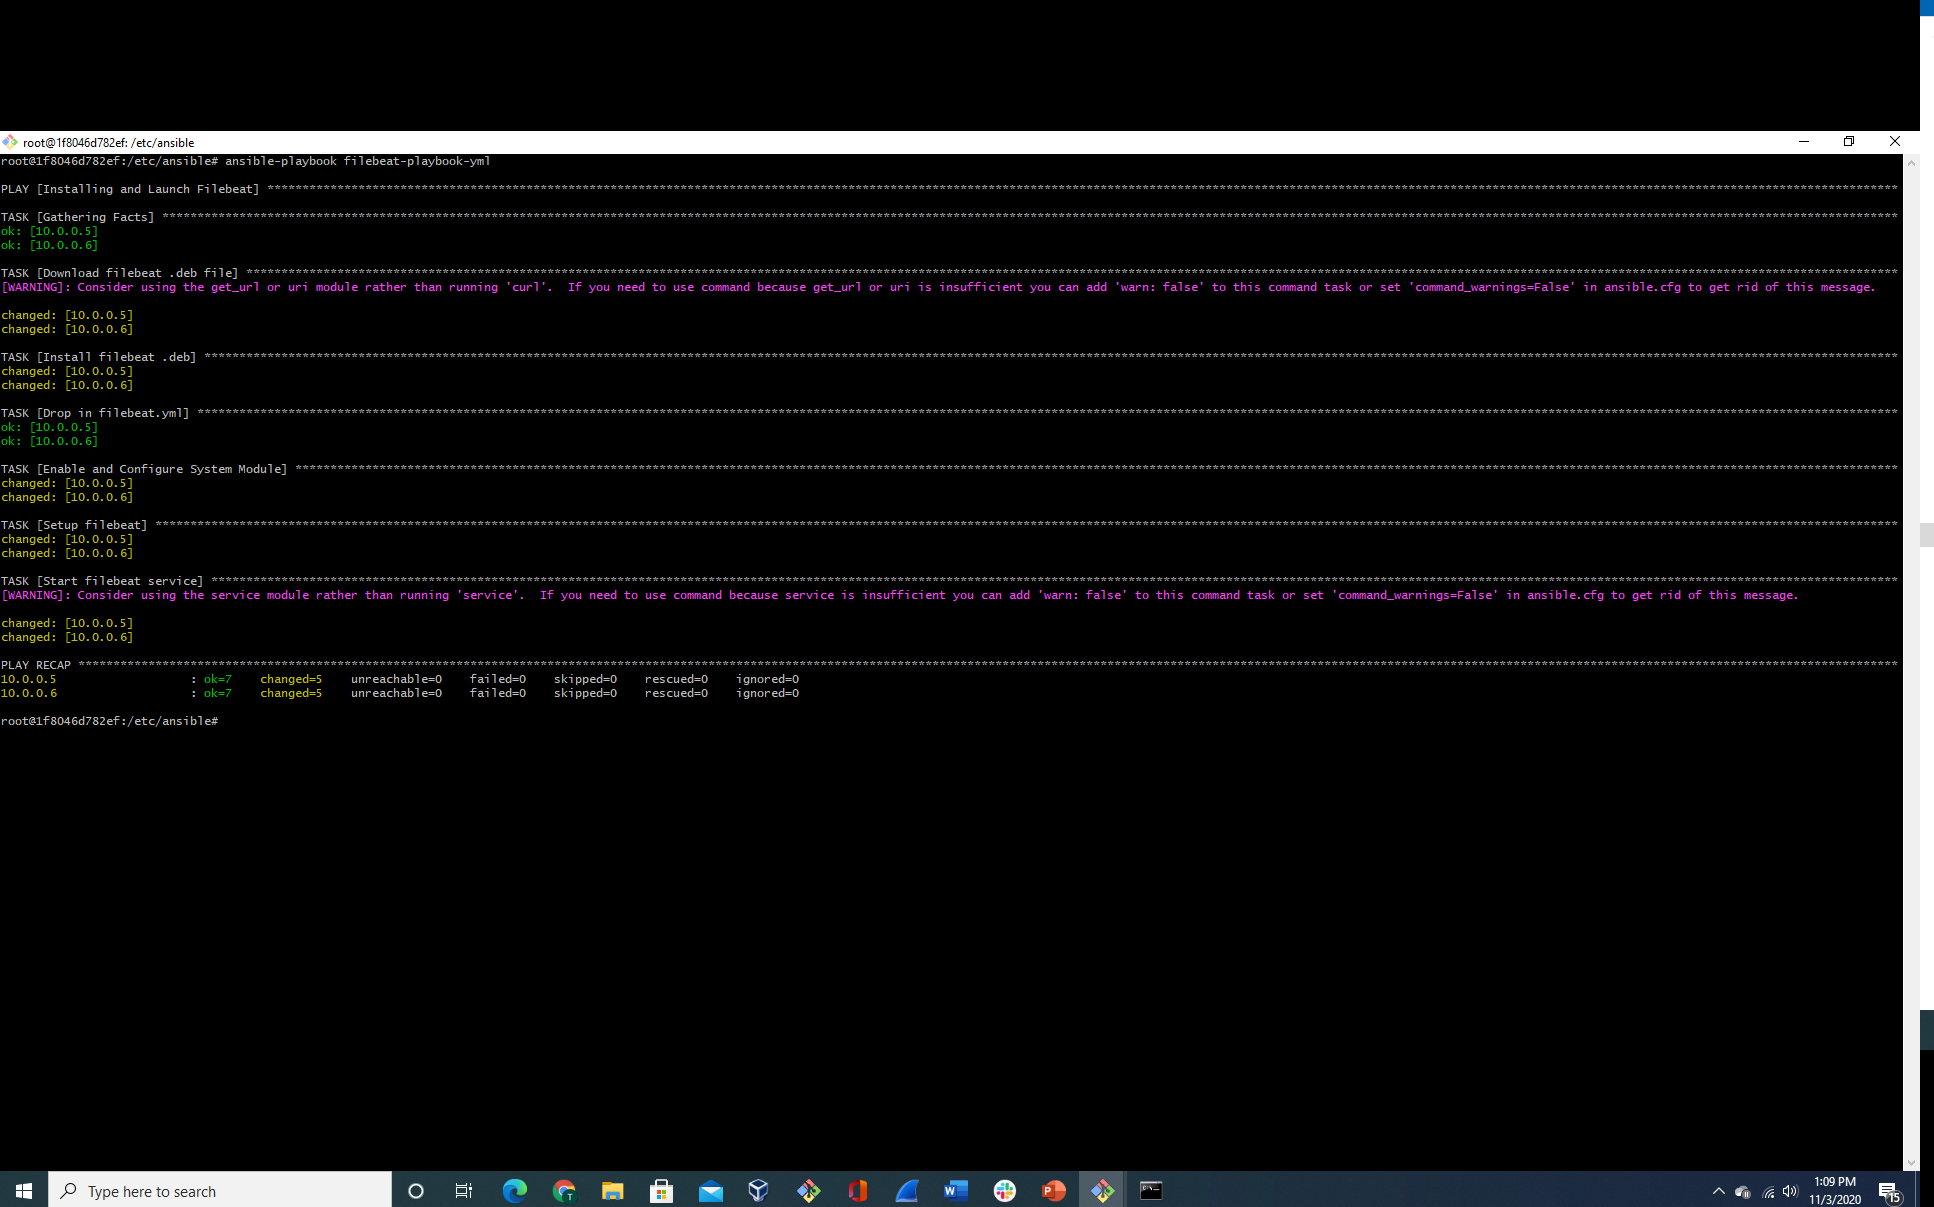 root@1f8046d782ef: /etc/ansible
root@1f8046d782ef:/etc/ansible# ansible-playbook filebeat-playbook-yml
PLAY [Installing and Launch Filebeat] ****************************************************************************************************************************************************************************************************************************************
TASK [Gathering Facts] *******************************************************************************************************************************************************************************************************************************************************
ok: [10.0.0.5]
ok: [10.0.0.6]
TASK [Download filebeat .deb file] *******************************************************************************************************************************************************************************************************************************************
[WARNING]: Consider using the get_url or uri module rather than running 'curl'.  If you need to use command because get_url or uri is insufficient you can add 'warn: false' to this command task or set 'command_warnings=False' in ansible.cfg to get rid of this message.
changed: [10.0.0.5]
changed: [10.0.0.6]
TASK [Install filebeat .deb] *************************************************************************************************************************************************************************************************************************************************
changed: [10.0.0.5]
changed: [10.0.0.6]
TASK [Drop in filebeat.yml] **************************************************************************************************************************************************************************************************************************************************
ok: [10.0.0.5]
ok: [10.0.0.6]
TASK [Enable and Configure System Module] ************************************************************************************************************************************************************************************************************************************
changed: [10.0.0.5]
changed: [10.0.0.6]
TASK [Setup filebeat] ********************************************************************************************************************************************************************************************************************************************************
changed: [10.0.0.5]
changed: [10.0.0.6]
TASK [Start filebeat service] ************************************************************************************************************************************************************************************************************************************************
[WARNING]: Consider using the service module rather than running 'service'.  If you need to use command because service is insufficient you can add 'warn: false' to this command task or set 'command_warnings=False' in ansible.cfg to get rid of this message.
changed: [10.0.0.5]
changed: [10.0.0.6]
PLAY RECAP *******************************************************************************************************************************************************************************************************************************************************************
10.0.0.5                   : ok=7    changed=5    unreachable=0    failed=0    skipped=0    rescued=0    ignored=0
10.0.0.6                   : ok=7    changed=5    unreachable=0    failed=0    skipped=0    rescued=0    ignored=0
root@1f8046d782ef:/etc/ansible#
Type here to search
1:09 PM
11/3/2020
15